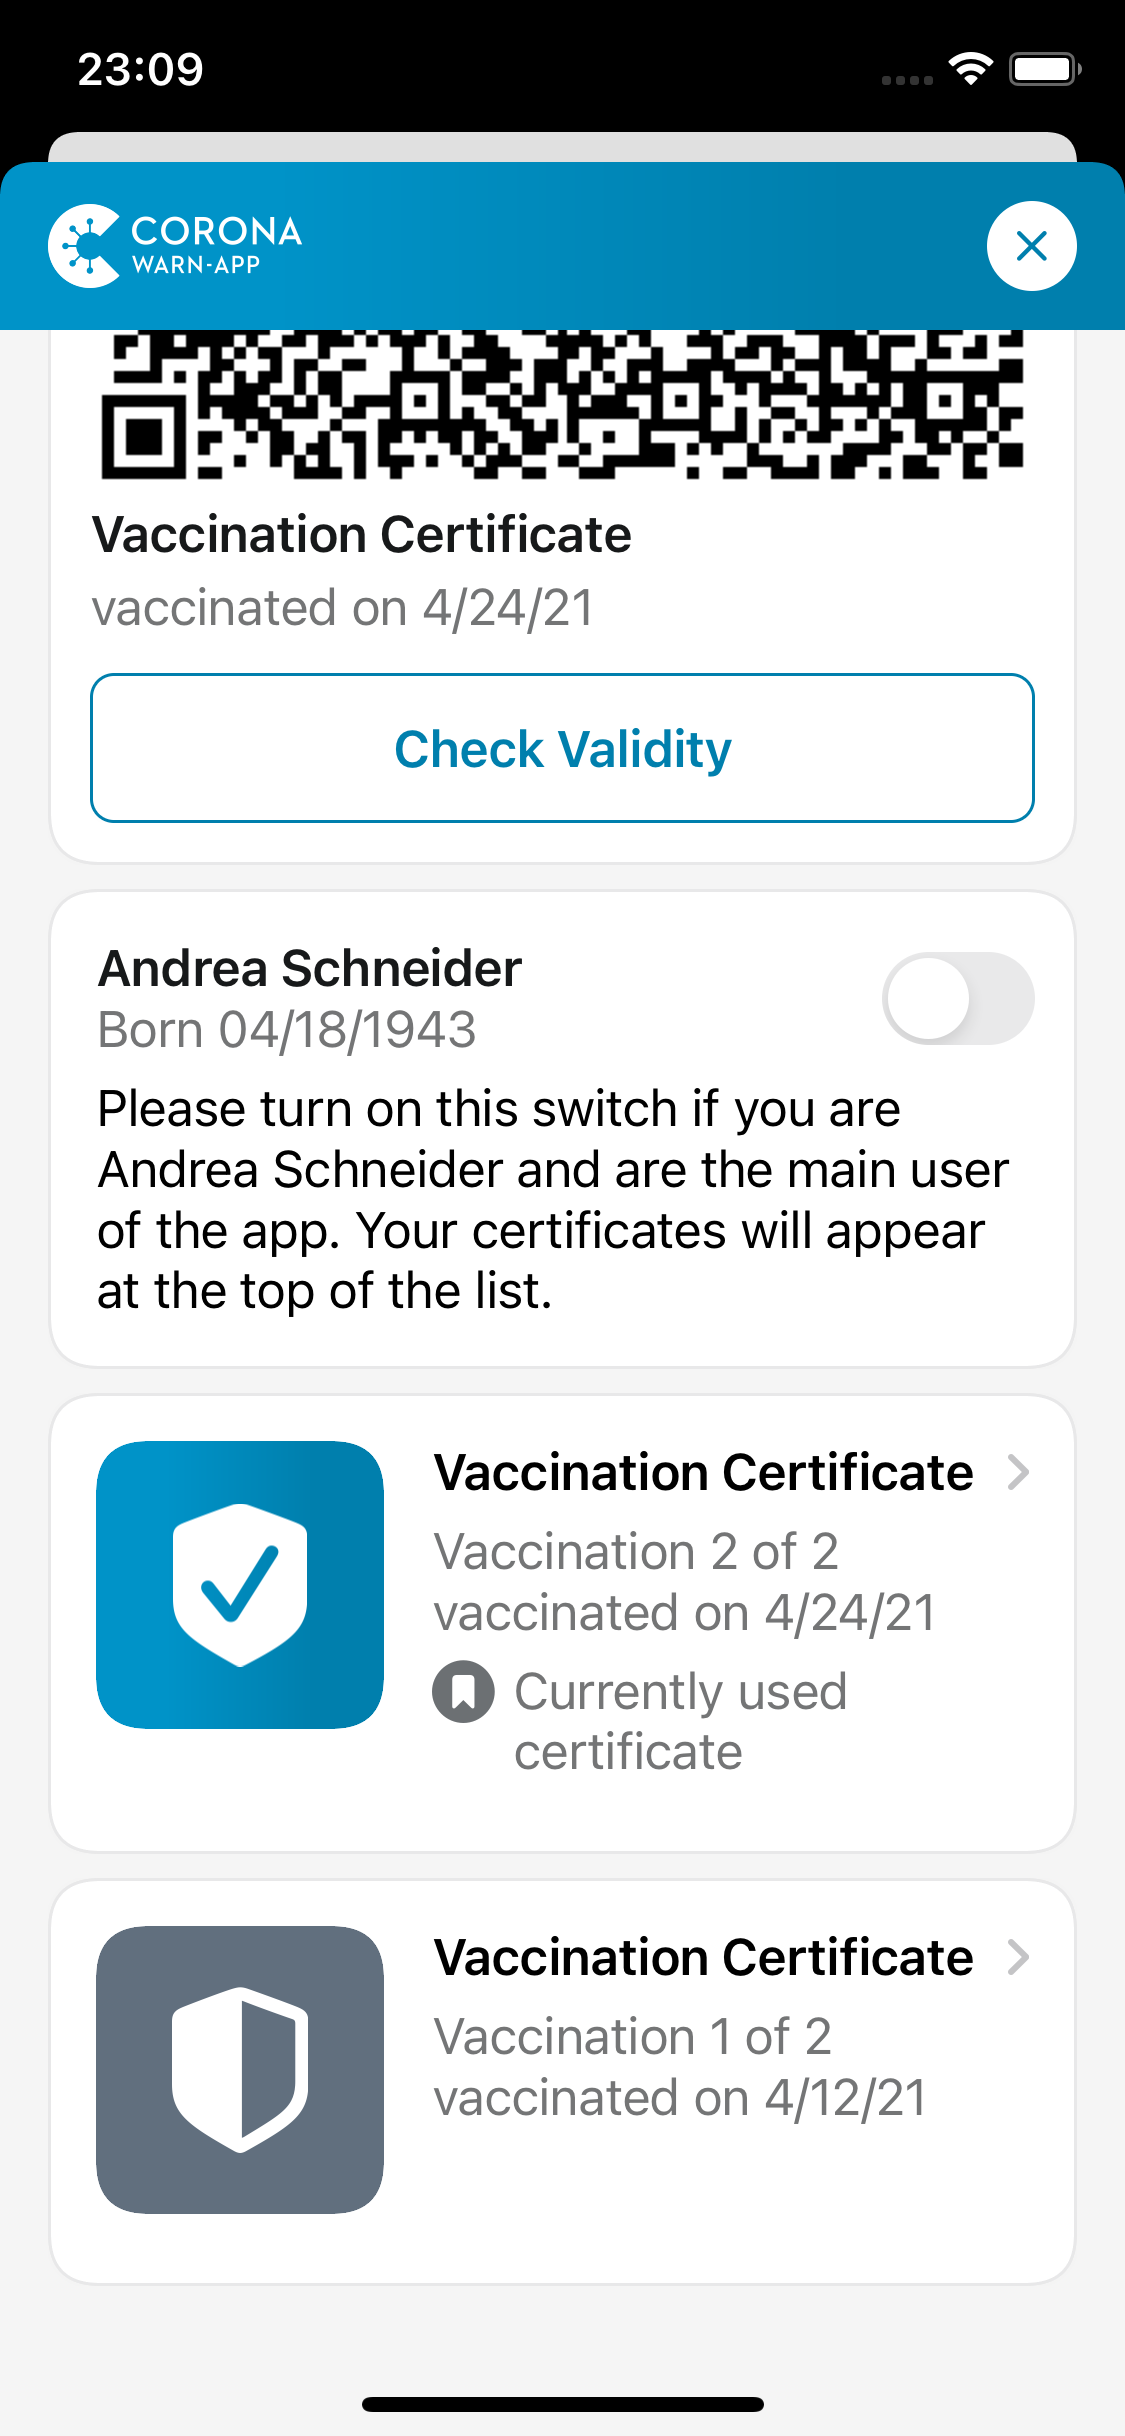 23:09
CORONA
WARN-APP
Vaccination Certificate
vaccinated on 4/24/21
Check Validity
Andrea Schneider
Born 04/18/1943
Please turn on this switch if you are
Andrea Schneider and are the main user
of the app. Your certificates will appear
at the top of the list.
Vaccination Certificate
Vaccination 2 of 2
vaccinated on 4/24/21
Currently used
certificate
Vaccination Certificate
Vaccination 1 of 2
vaccinated on 4/12/21